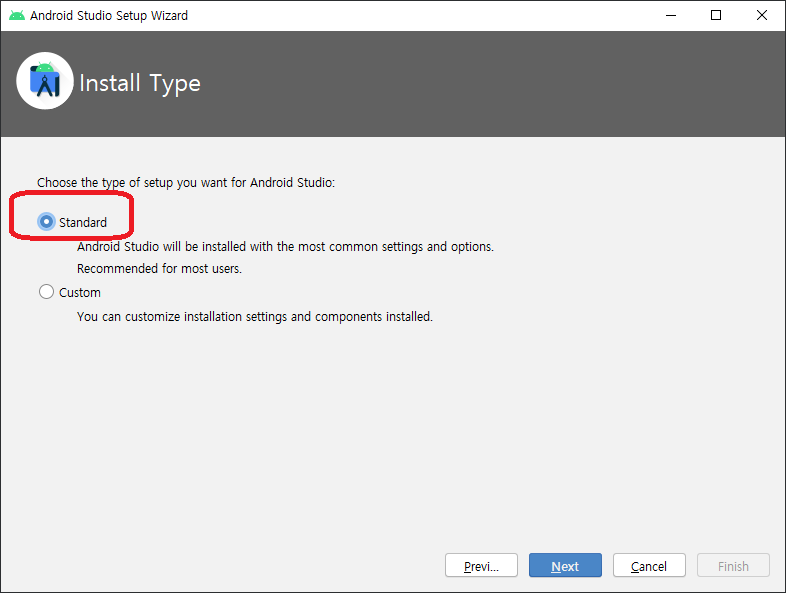 Android Studio Setup Wizard
Install Type
Choose the type of setup you want for Android Studio:
Standard
Android Studio will be installed with the most common settings and options.
Recommended for most users.
Custom
You can customize installation settings and components installed.
Previ... Next Cancel Finish